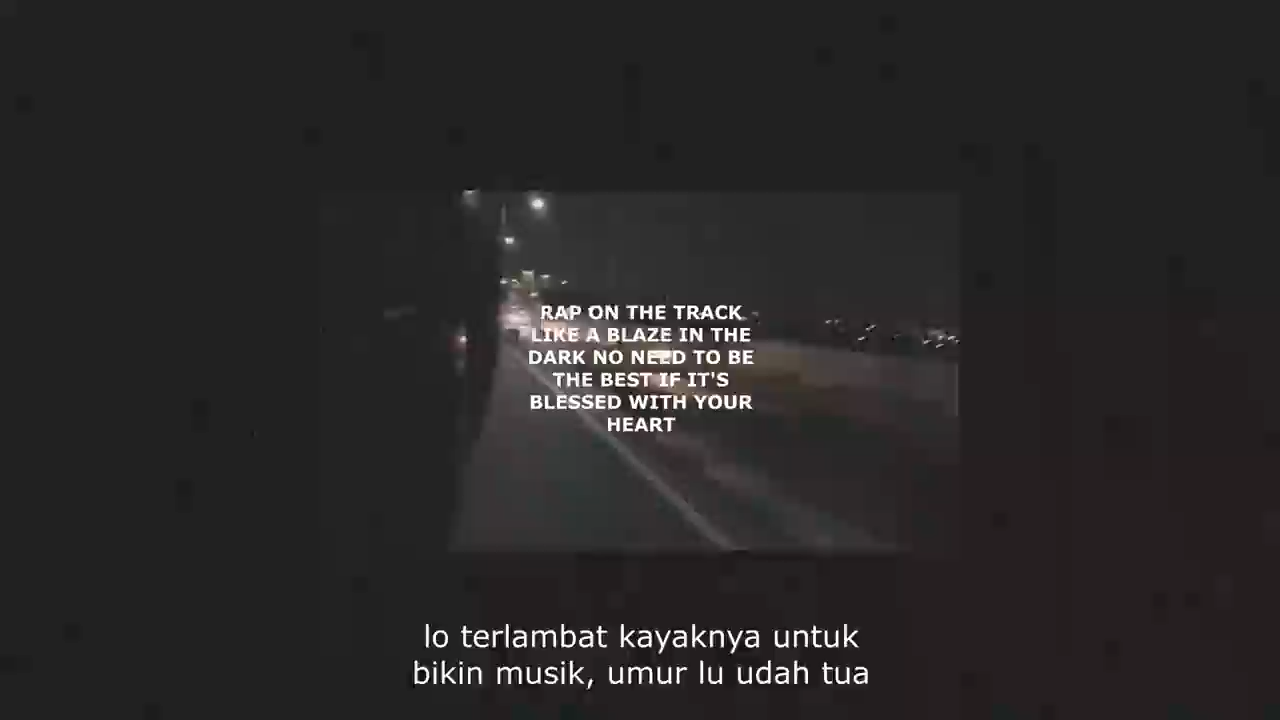 RAP ON THE TRACK
LIKE A BLAZE IN THE
DARK NO NEED TO BE
THE BEST IF IT'S
BLESSED WITH YOUR
HEART
lo terlambat kayaknya untuk
bikin musik, umur lu udah tua